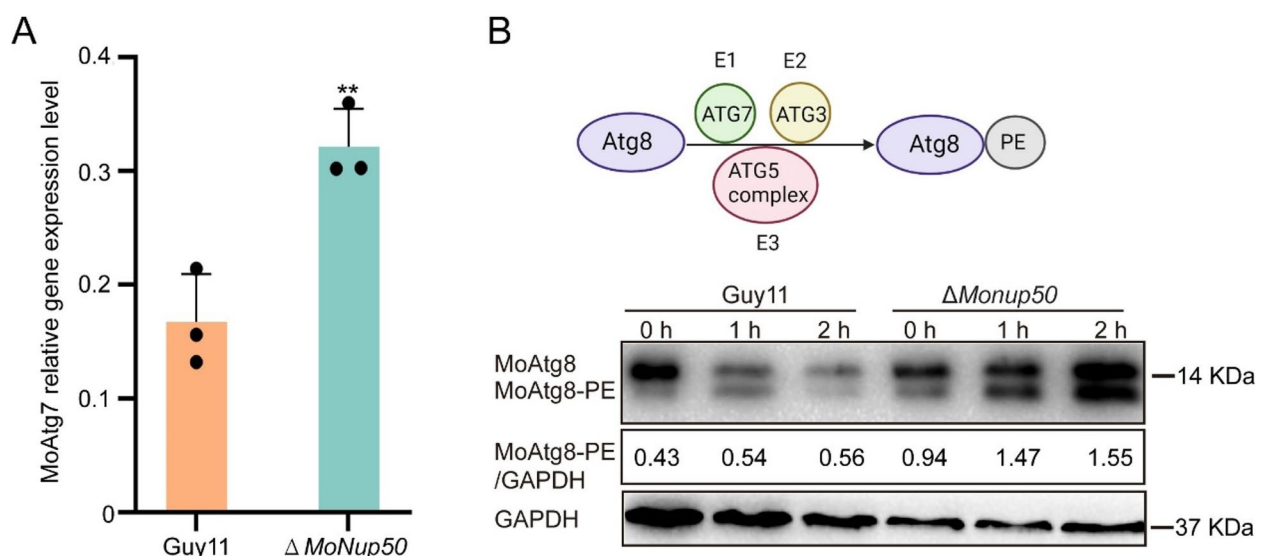 A
MoAtg7 relative gene expression level
0.4
0.3
0.2
0.1
0
**
Guy11
Δ MoNup50
B
E1
E2
ATG7
ATG3
Atg8
Atg8
PE
ATG5
complex
E3
Guy11
ΔMonup50
0 h 1 h 2 h 0 h 1 h 2 h
MoAtg8
MoAtg8-PE
14 KDa
MoAtg8-PE
/GAPDH
0.43 0.54 0.56 0.94 1.47 1.55
GAPDH
37 KDa